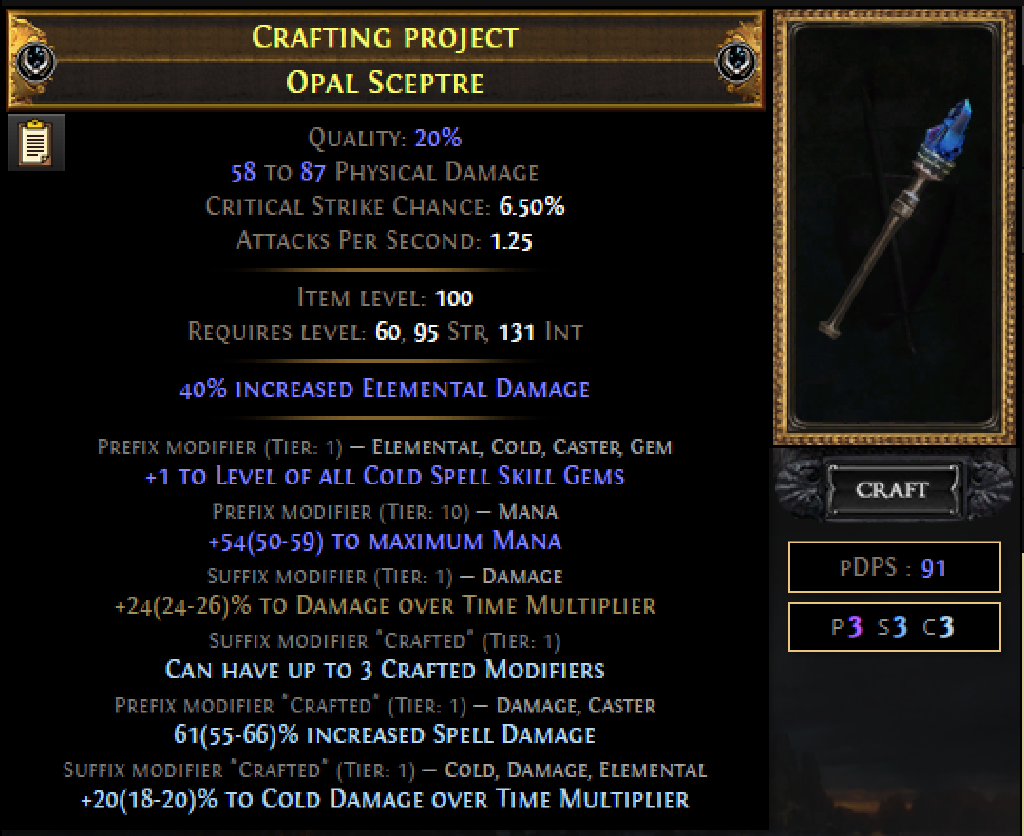 Crafting project
Opal Sceptre
Quality: 20%
58 to 87 Physical Damage
Critical Strike Chance: 6.50%
Attacks Per Second: 1.25
Item level: 100
Requires level: 60, 95 Str, 131 Int
40% increased Elemental Damage
Prefix modifier (Tier: 1) — Elemental, Cold, Caster, Gem
+1 to Level of all Cold Spell Skill Gems
Prefix modifier (Tier: 10) — Mana
+54(50-59) to maximum Mana
Suffix modifier (Tier: 1) — Damage
+24(24-26)% to Damage over Time Multiplier
Suffix modifier "Crafted" (Tier: 1)
Can have up to 3 Crafted Modifiers
Prefix modifier "Crafted" (Tier: 1) — Damage, Caster
61(55-66)% increased Spell Damage
Suffix modifier "Crafted" (Tier: 1) — Cold, Damage, Elemental
+20(18-20)% to Cold Damage over Time Multiplier
CRAFT
pDPS : 91
P3 S3 C3